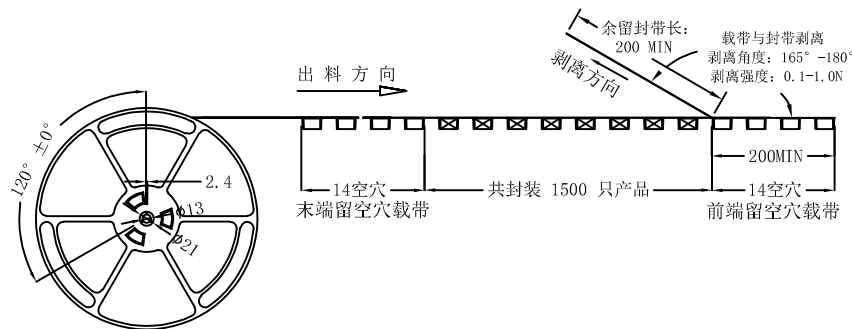 余留封带长:
200 MIN
载带与封带剥离
剥离角度: 165°-180°
剥离强度: 0.1-1.0N
剥离方向
出料方向
120° ±0°
2.4
φ13
φ21
200MIN
14空穴
共封装 1500 只产品
14空穴
末端留空穴载带
前端留空穴载带